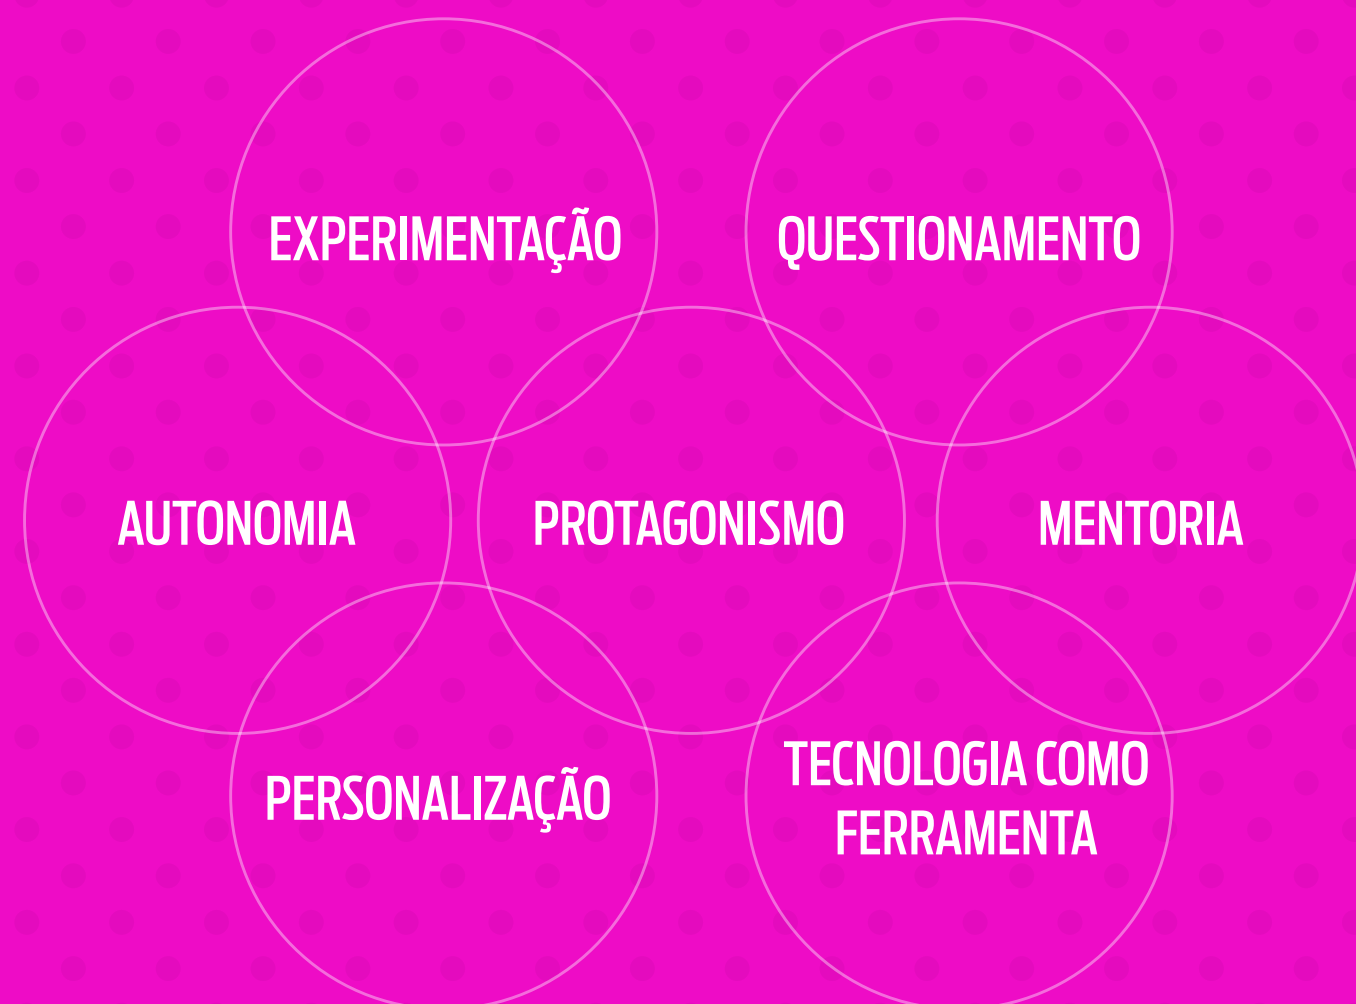 EXPERIMENTAÇÃO
QUESTIONAMENTO
AUTONOMIA
PROTAGONISMO
MENTORIA
PERSONALIZAÇÃO
TECNOLOGIA COMO
FERRAMENTA